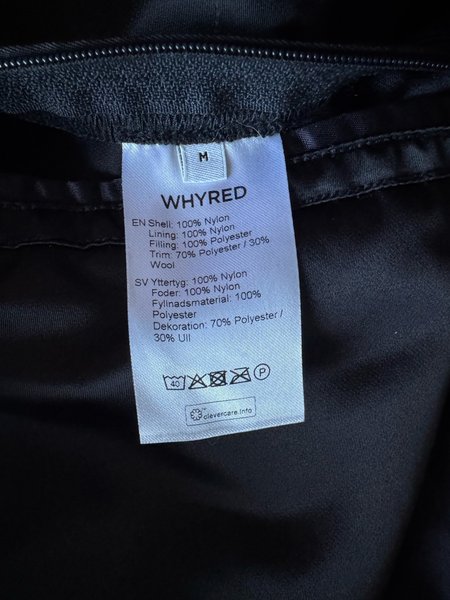 M
WHYRED
EN Shell: 100% Nylon
Lining: 100% Nylon
Filling: 100% Polyester
Trim: 70% Polyester / 30%
Wool
SV Yttertyg: 100% Nylon
Foder: 100% Nylon
Fyllnadsmaterial: 100%
Polyester
Dekoration: 70% Polyester /
30% Ull
40 P
clevercare.info